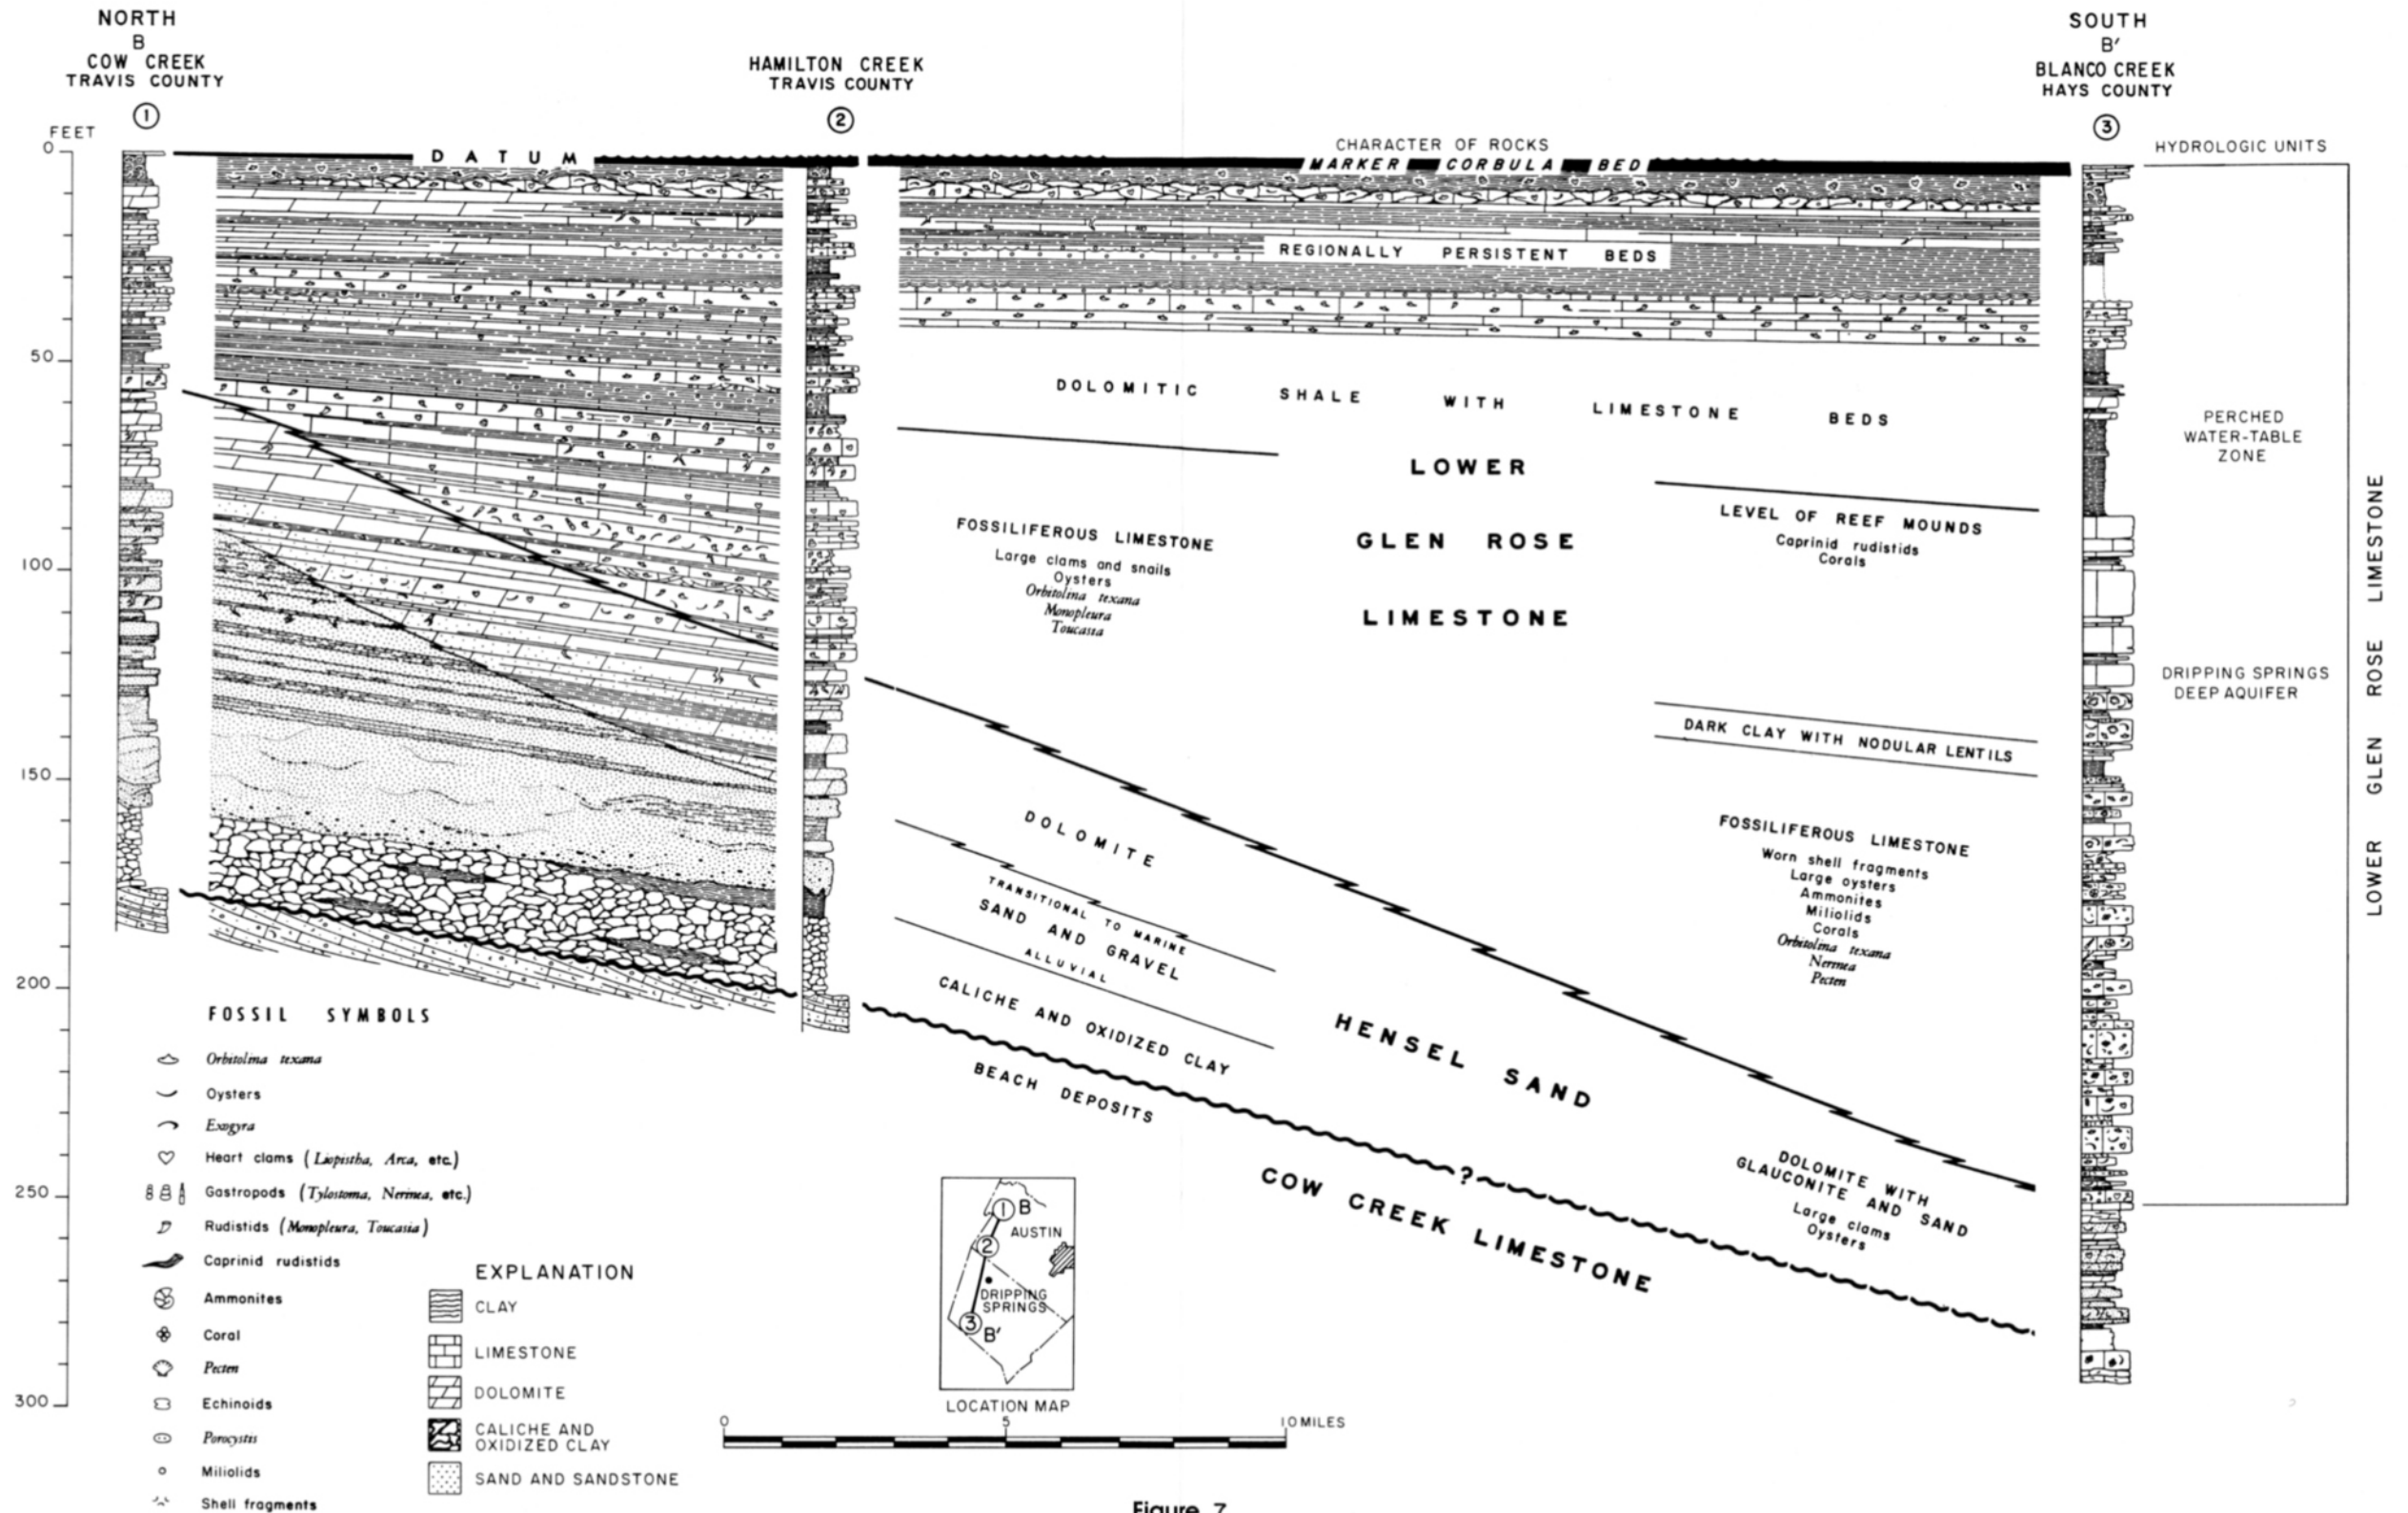 NORTH
B
COW CREEK
TRAVIS COUNTY
1
HAMILTON CREEK
TRAVIS COUNTY
2
SOUTH
B′
BLANCO CREEK
HAYS COUNTY
3
FEET
0
50
100
150
200
250
300
DATUM
CHARACTER OF ROCKS
MARKER CORBULA BED
HYDROLOGIC UNITS
REGIONALLY PERSISTENT BEDS
DOLOMITIC SHALE WITH LIMESTONE BEDS
LOWER
GLEN ROSE
LIMESTONE
FOSSILIFEROUS LIMESTONE
Large clams and snails
Oysters
Orbitolina texana
Monopleura
Toucasia
LEVEL OF REEF MOUNDS
Caprinid rudistids
Corals
DARK CLAY WITH NODULAR LENTILS
FOSSILIFEROUS LIMESTONE
Worn shell fragments
Large oysters
Ammonites
Miliolids
Corals
Orbitolina texana
Nerinea
Pecten
DOLOMITE
TRANSITIONAL TO MARINE
SAND AND GRAVEL
ALLUVIAL
CALICHE AND OXIDIZED CLAY
BEACH DEPOSITS
HENSEL SAND
?
COW CREEK LIMESTONE
DOLOMITE WITH
GLAUCONITE AND SAND
Large clams
Oysters
PERCHED
WATER-TABLE
ZONE
DRIPPING SPRINGS
DEEP AQUIFER
LOWER GLEN ROSE LIMESTONE
FOSSIL SYMBOLS
Orbitolina texana
Oysters
Exogyra
Heart clams (Liopistha, Arca, etc.)
Gastropods (Tylostoma, Nerinea, etc.)
Rudistids (Monopleura, Toucasia)
Caprinid rudistids
Ammonites
Coral
Pecten
Echinoids
Porocystis
Miliolids
Shell fragments
EXPLANATION
CLAY
LIMESTONE
DOLOMITE
CALICHE AND
OXIDIZED CLAY
SAND AND SANDSTONE
1 B
AUSTIN
2
DRIPPING
SPRINGS
3
B′
LOCATION MAP
0 5 10 MILES
Figure 7